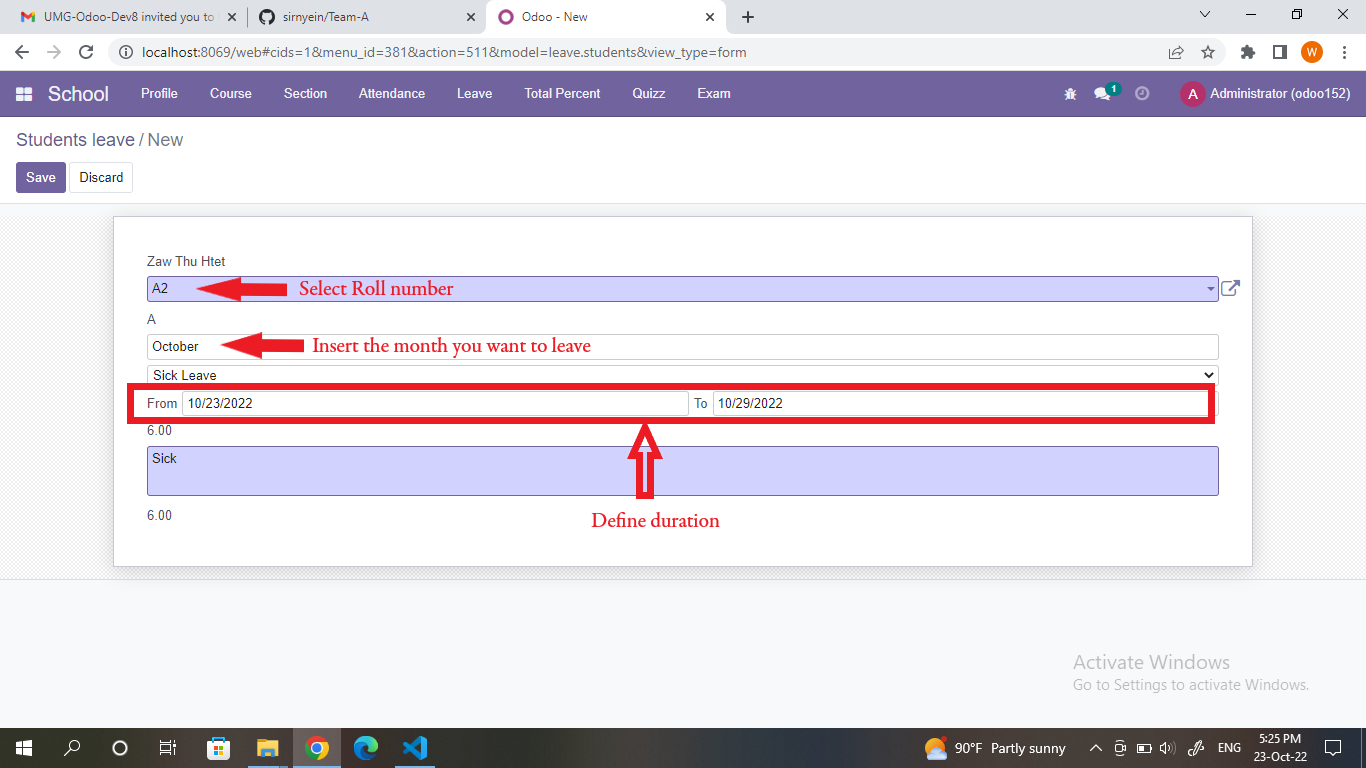 UMG-Odoo-Dev8 invited you to
sirnyein/Team-A
Odoo - New
localhost:8069/web#cids=1&menu_id=381&action=511&model=leave.students&view_type=form
W
School
Profile
Course
Section
Attendance
Leave
Total Percent
Quizz
Exam
1
A
Administrator (odoo152)
Students leave / New
Save
Discard
Zaw Thu Htet
A2
Select Roll number
A
October
Insert the month you want to leave
Sick Leave
From 10/23/2022 To 10/29/2022
6.00
Sick
6.00
Define duration
Activate Windows
Go to Settings to activate Windows.
90°F Partly sunny
ENG
5:25 PM
23-Oct-22